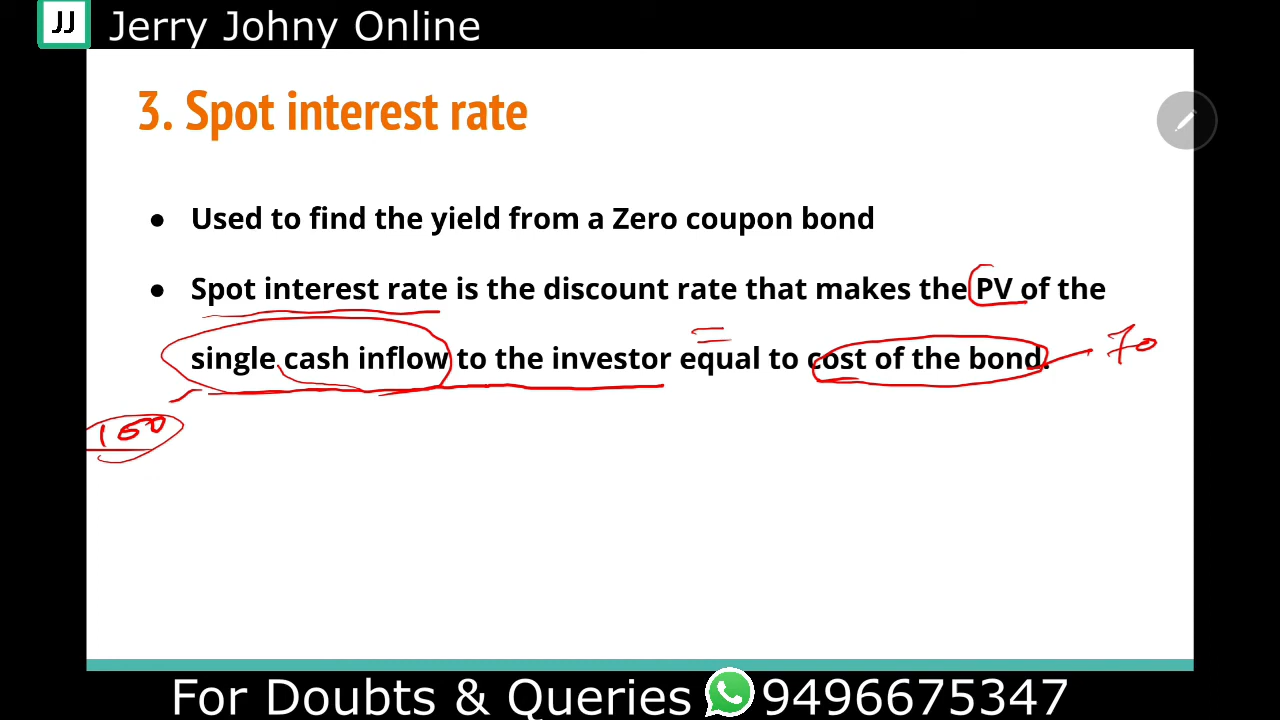 JJ Jerry Johny Online
3. Spot interest rate
● Used to find the yield from a Zero coupon bond
● Spot interest rate is the discount rate that makes the PV of the
single cash inflow to the investor equal to cost of the bond.
=
70
100
For Doubts & Queries 9496675347